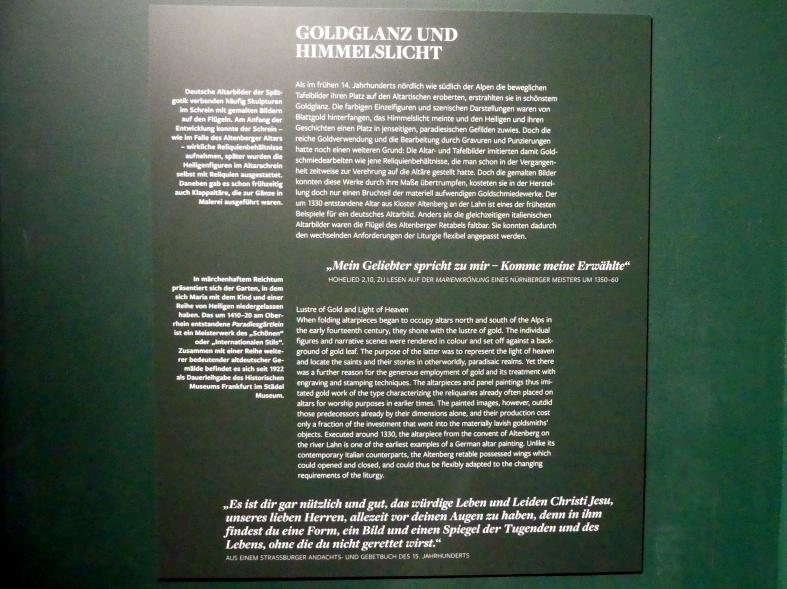 GOLDGLANZ UND
HIMMELSLICHT
Deutsche Altarbilder der Spät-
gotik verbanden häufig Skulpturen
im Schrein mit gemalten Bildern
auf den Flügeln. Am Anfang der
Entwicklung konnte der Schrein –
wie im Falle des Altenberger Altars
– wirkliche Reliquienbehältnisse
aufnehmen, später wurden die
Heiligenfiguren im Altarschrein
selbst mit Reliquien ausgestattet.
Daneben gab es schon frühzeitig
auch Klappaltäre, die zur Gänze in
Malerei ausgeführt waren.
Als im frühen 14. Jahrhunderts nördlich wie südlich der Alpen die beweglichen
Tafelbilder ihren Platz auf den Altartischen eroberten, erstrahlten sie in schönstem
Goldglanz. Die farbigen Einzelfiguren und szenischen Darstellungen waren von
Blattgold hinterfangen, das Himmelslicht meinte und den Heiligen und ihren
Geschichten einen Platz in jenseitigen, paradiesischen Gefilden zuwies. Doch die
reiche Goldverwendung und die Bearbeitung durch Gravuren und Punzierungen
hatte noch einen weiteren Grund: Die Altar- und Tafelbilder imitierten damit Gold-
schmiedearbeiten wie jene Reliquienbehältnisse, die man schon in der Vergangen-
heit zeitweise zur Verehrung auf die Altäre gestellt hatte. Doch die gemalten Bilder
konnten diese Werke durch ihre Maße übertrumpfen, kosteten sie in der Herstel-
lung doch nur einen Bruchteil der materiell aufwendigen Goldschmiedewerke. Der
um 1330 entstandene Altar aus Kloster Altenberg an der Lahn ist eines der frühesten
Beispiele für ein deutsches Altarbild. Anders als die gleichzeitigen italienischen
Altarbilder waren die Flügel des Altenberger Retabels faltbar. Sie konnten dadurch
den wechselnden Anforderungen der Liturgie flexibel angepasst werden.
„Mein Geliebter spricht zu mir – Komme meine Erwählte“
HOHELIED 2,10, ZU LESEN AUF DER MARIENKRÖNUNG EINES NÜRNBERGER MEISTERS UM 1350–60
In märchenhaftem Reichtum
präsentiert sich der Garten, in dem
sich Maria mit dem Kind und einer
Reihe von Heiligen niedergelassen
haben. Das um 1410–20 am Ober-
rhein entstandene Paradiesgärtlein
ist ein Meisterwerk des „Schönen“
oder „Internationalen Stils“.
Zusammen mit einer Reihe weite-
rer bedeutender altdeutscher Ge-
mälde befindet es sich seit 1922
als Dauerleihgabe des Historischen
Museums Frankfurt im Städel
Museum.
Lustre of Gold and Light of Heaven
When folding altarpieces began to occupy altars north and south of the Alps in
the early fourteenth century, they shone with the lustre of gold. The individual
figures and narrative scenes were rendered in colour and set off against a back-
ground of gold leaf. The purpose of the latter was to represent the light of heaven
and locate the saints and their stories in otherworldly, paradisaic realms. Yet there
was a further reason for the generous employment of gold and its treatment with
engraving and stamping techniques. The altarpieces and panel paintings thus imi-
tated gold work of the type characterizing the reliquaries already often placed on
altars for worship purposes in earlier times. The painted images, however, outdid
those predecessors already by their dimensions alone, and their production cost
only a fraction of the investment that went into the materially lavish goldsmiths’
objects. Executed around 1330, the altarpiece from the convent of Altenberg on
the river Lahn is one of the earliest examples of a German altar painting. Unlike its
contemporary Italian counterparts, the Altenberg retable possessed wings which
could opened and closed, and could thus be flexibly adapted to the changing
requirements of the liturgy.
„Es ist dir gar nützlich und gut, das würdige Leben und Leiden Christi Jesu,
unseres lieben Herren, allezeit vor deinen Augen zu haben, denn in ihm
findest du eine Form, ein Bild und einen Spiegel der Tugenden und des
Lebens, ohne die du nicht gerettet wirst.“
AUS EINEM STRASSBURGER ANDACHTS- UND GEBETBUCH DES 15. JAHRHUNDERTS